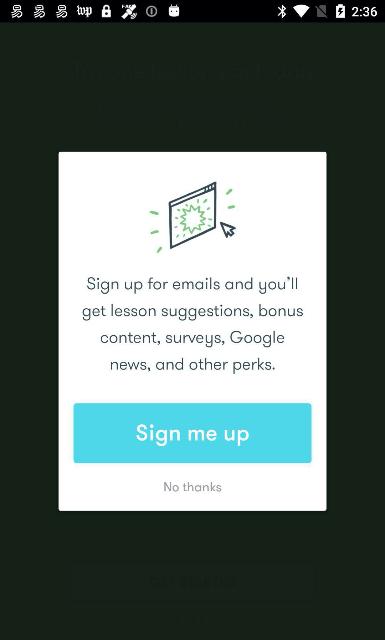 2:36
Sign up for emails and you'll
get lesson suggestions, bonus
content, surveys, Google
news, and other perks.
Sign me up
No thanks